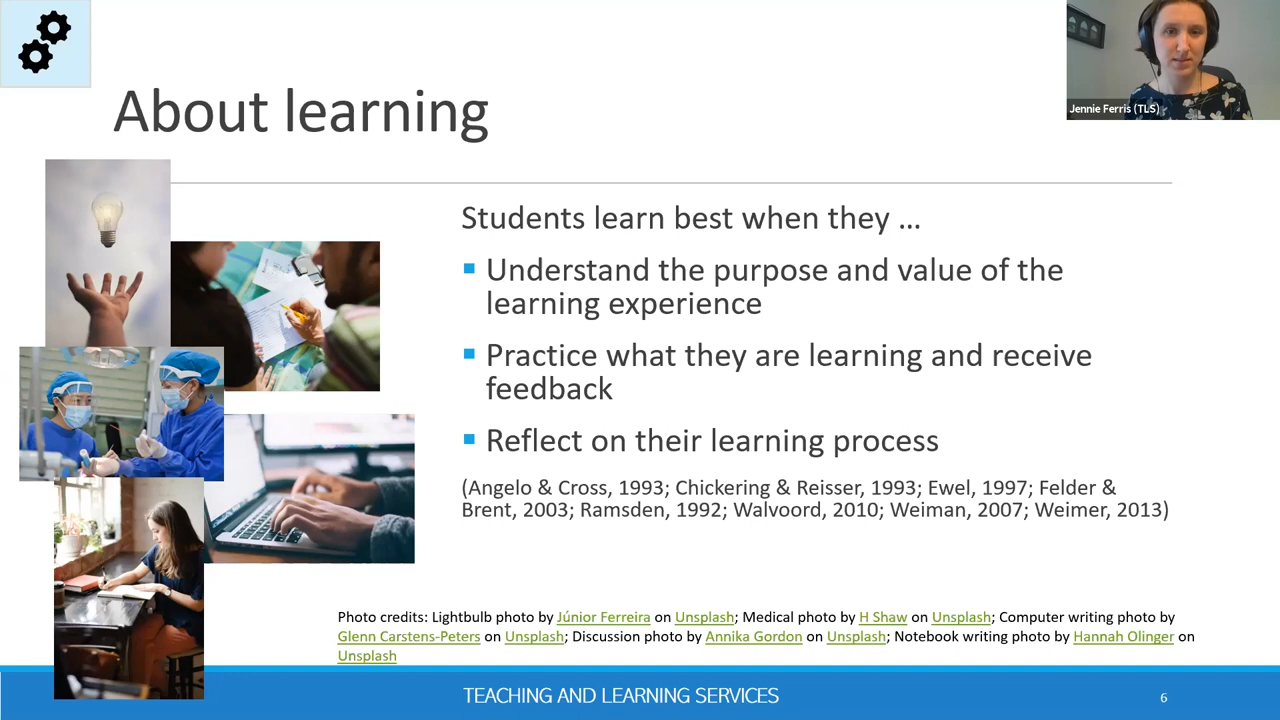 About learning
Jennie Ferris (TLS)
Students learn best when they ...
▪ Understand the purpose and value of the
learning experience
▪ Practice what they are learning and receive
feedback
▪ Reflect on their learning process
(Angelo & Cross, 1993; Chickering & Reisser, 1993; Ewel, 1997; Felder &
Brent, 2003; Ramsden, 1992; Walvoord, 2010; Weiman, 2007; Weimer, 2013)
Photo credits: Lightbulb photo by Júnior Ferreira on Unsplash; Medical photo by H Shaw on Unsplash; Computer writing photo by
Glenn Carstens-Peters on Unsplash; Discussion photo by Annika Gordon on Unsplash; Notebook writing photo by Hannah Olinger on
Unsplash
TEACHING AND LEARNING SERVICES
6